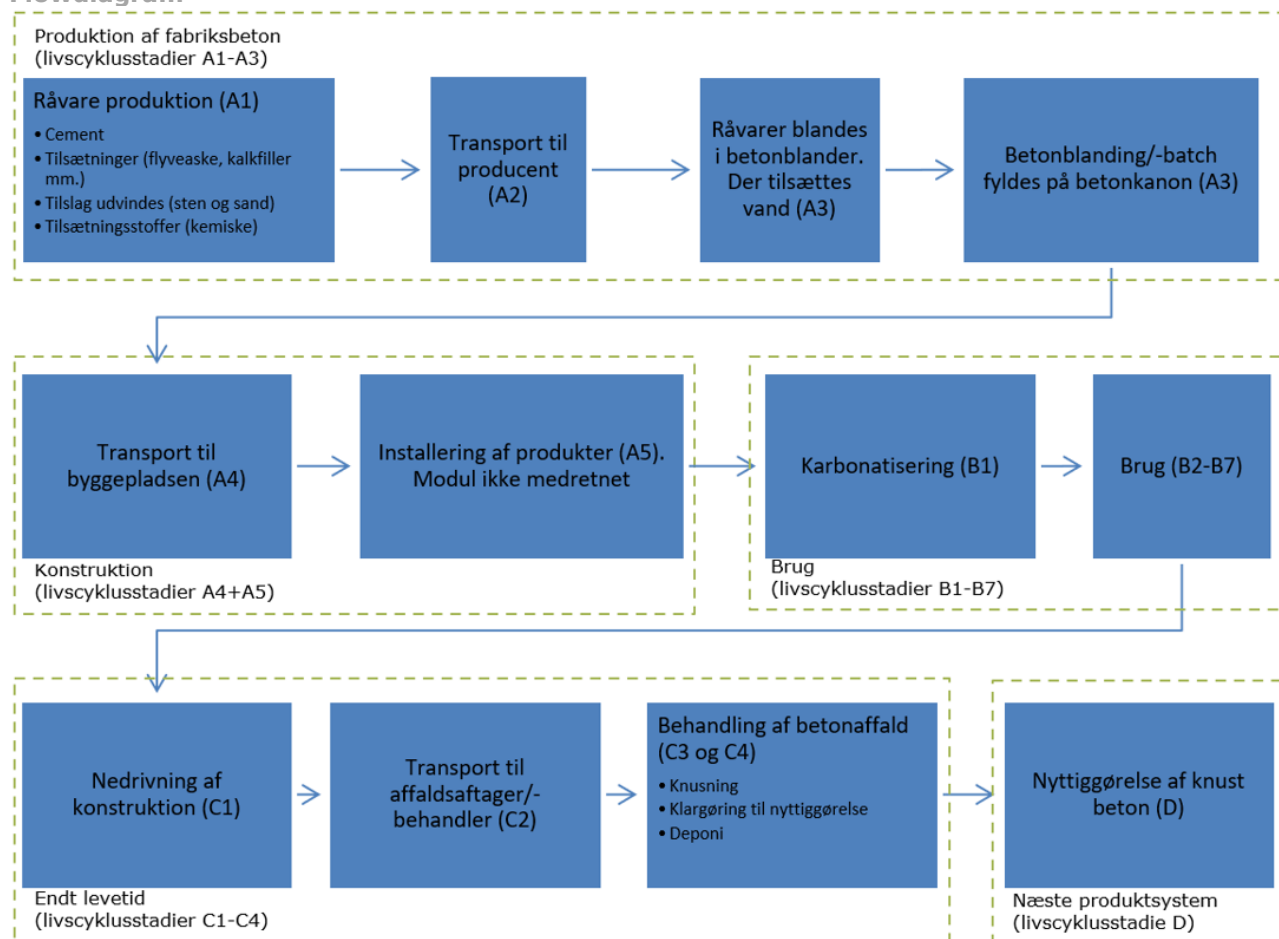 Flowdiagram
Produktion af fabriksbeton
(livscyklusstadier A1-A3)
Råvare produktion (A1)
• Cement
• Tilsætninger (flyveaske, kalkfiller
mm.)
• Tilslag udvindes (sten og sand)
• Tilsætningsstoffer (kemiske)
Transport til
producent
(A2)
Råvarer blandes
i betonblander.
Der tilsættes
vand (A3)
Betonblanding/-batch
fyldes på betonkanon (A3)
Transport til
byggepladsen (A4)
Installering af produkter (A5).
Modul ikke medretnet
Konstruktion
(livscyklusstadier A4+A5)
Karbonatisering (B1)
Brug (B2-B7)
Brug
(livscyklusstadier B1-B7)
Nedrivning af
konstruktion (C1)
Transport til
affaldsaftager/-
behandler (C2)
Behandling af betonaffald
(C3 og C4)
• Knusning
• Klargøring til nyttiggørelse
• Deponi
Endt levetid
(livscyklusstadier C1-C4)
Nyttiggørelse af knust
beton (D)
Næste produktsystem
(livscyklusstadie D)